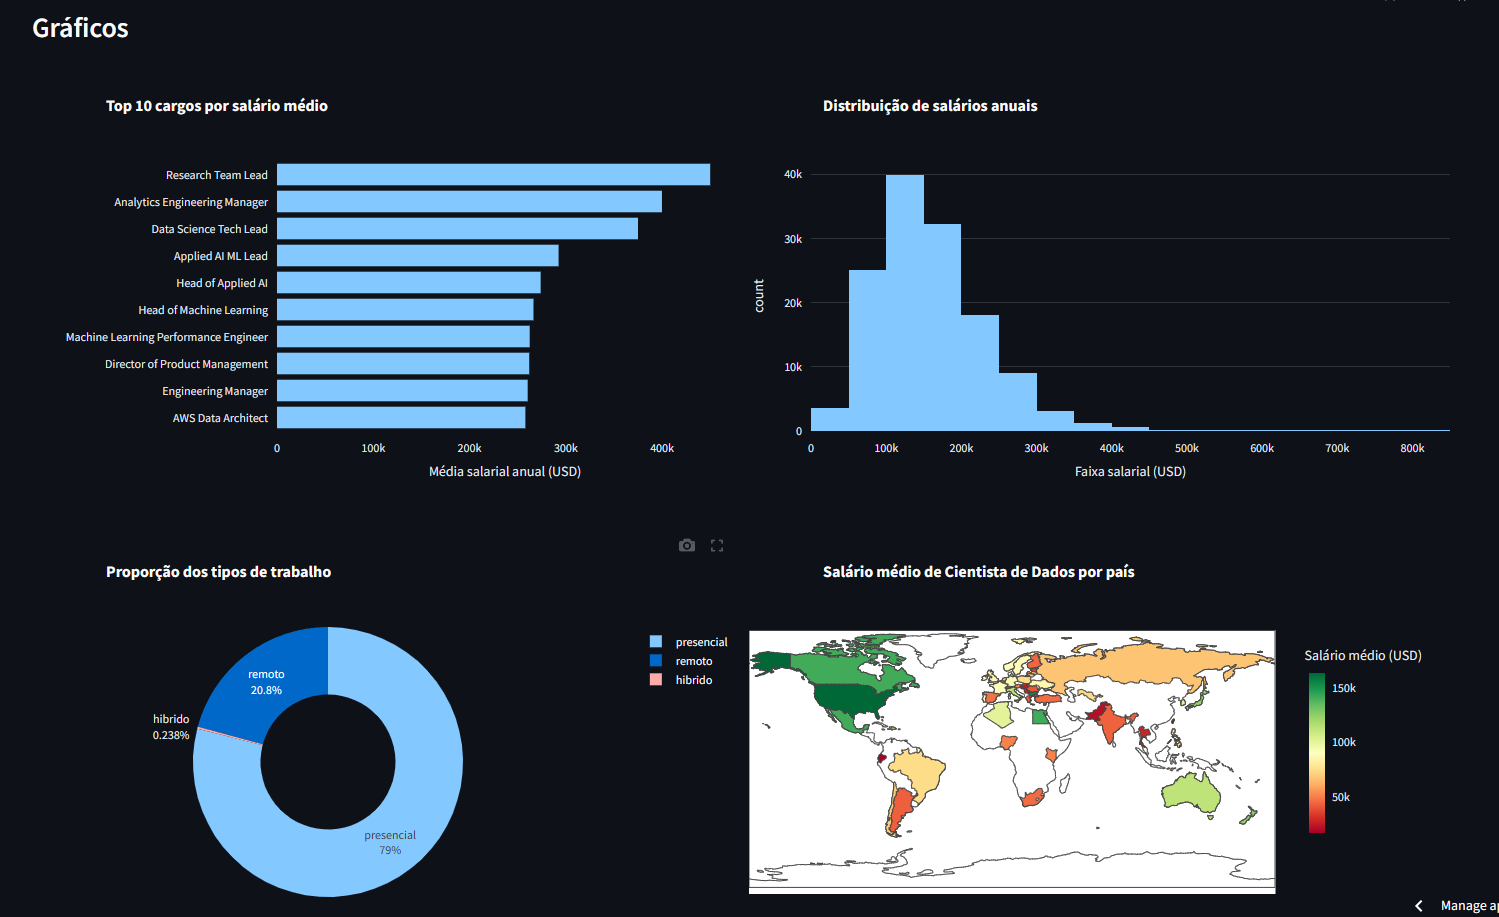 Gráficos
Top 10 cargos por salário médio
Research Team Lead
Analytics Engineering Manager
Data Science Tech Lead
Applied AI ML Lead
Head of Applied AI
Head of Machine Learning
Machine Learning Performance Engineer
Director of Product Management
Engineering Manager
AWS Data Architect
0 100k 200k 300k 400k
Média salarial anual (USD)
Distribuição de salários anuais
40k
30k
20k
10k
0
count
0 100k 200k 300k 400k 500k 600k 700k 800k
Faixa salarial (USD)
Proporção dos tipos de trabalho
presencial
remoto
hibrido
remoto
20.8%
hibrido
0.238%
presencial
79%
Salário médio de Cientista de Dados por país
Salário médio (USD)
150k
100k
50k
Manage